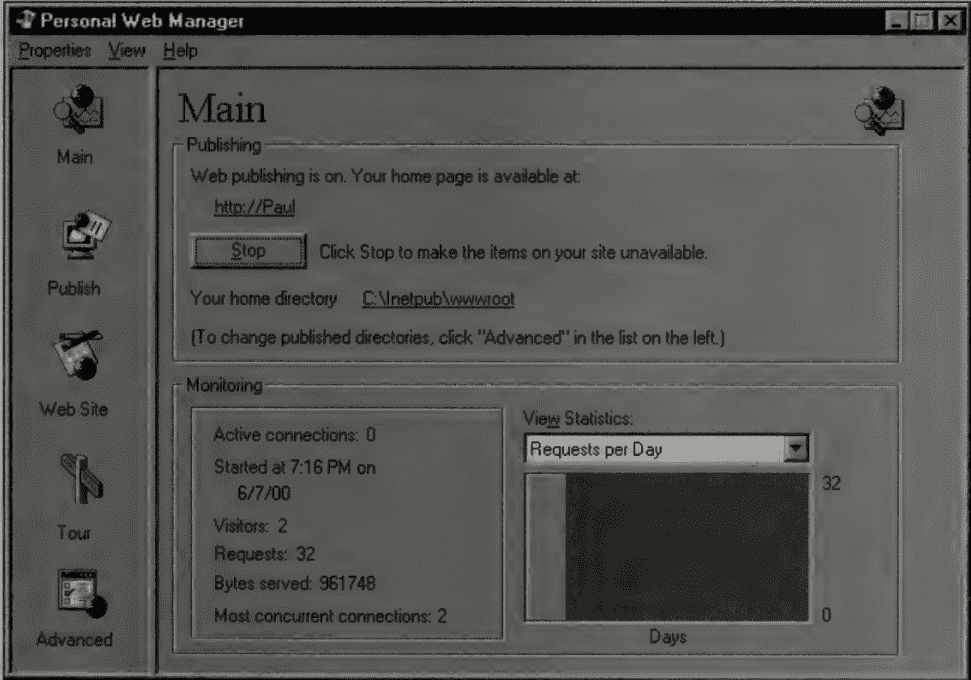 Personal Web Manager
Properties View Help
Main
Publish
Web Site
Tour
Advanced
Main
Publishing
Web publishing is on. Your home page is available at:
http://Paul
Stop Click Stop to make the items on your site unavailable.
Your home directory C:\Inetpub\wwwroot
(To change published directories, click "Advanced" in the list on the left.)
Monitoring
Active connections: 0
Started at 7:16 PM on
6/7/00
Visitors: 2
Requests: 32
Bytes served: 961748
Most concurrent connections: 2
View Statistics:
Requests per Day
32
0
Days